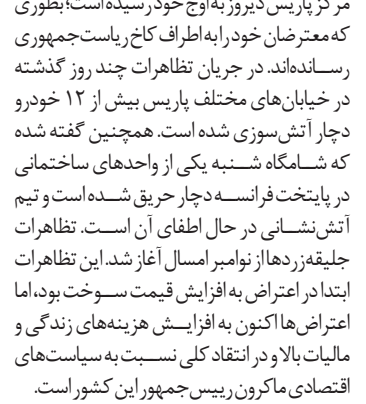 مرکز پاریس دیروز به اوج خود رسیده است؛ بطوری
که معترضان خود را به اطراف کاخ ریاست‌جمهوری
رسانده‌اند. در جریان تظاهرات چند روز گذشته
در خیابان‌های مختلف پاریس بیش از ۱۲ خودرو
دچار آتش‌سوزی شده است. همچنین گفته شده
که شامگاه شنبه یکی از واحدهای ساختمانی
در پایتخت فرانسه دچار حریق شده است و تیم
آتش‌نشانی در حال اطفای آن است. تظاهرات
جلیقه‌زردها از نوامبر امسال آغاز شد. این تظاهرات
ابتدا در اعتراض به افزایش قیمت سوخت بود، اما
اعتراض‌ها اکنون به افزایش هزینه‌های زندگی و
مالیات بالا و در انتقاد کلی نسبت به سیاست‌های
اقتصادی ماکرون رییس‌جمهور این کشور است.